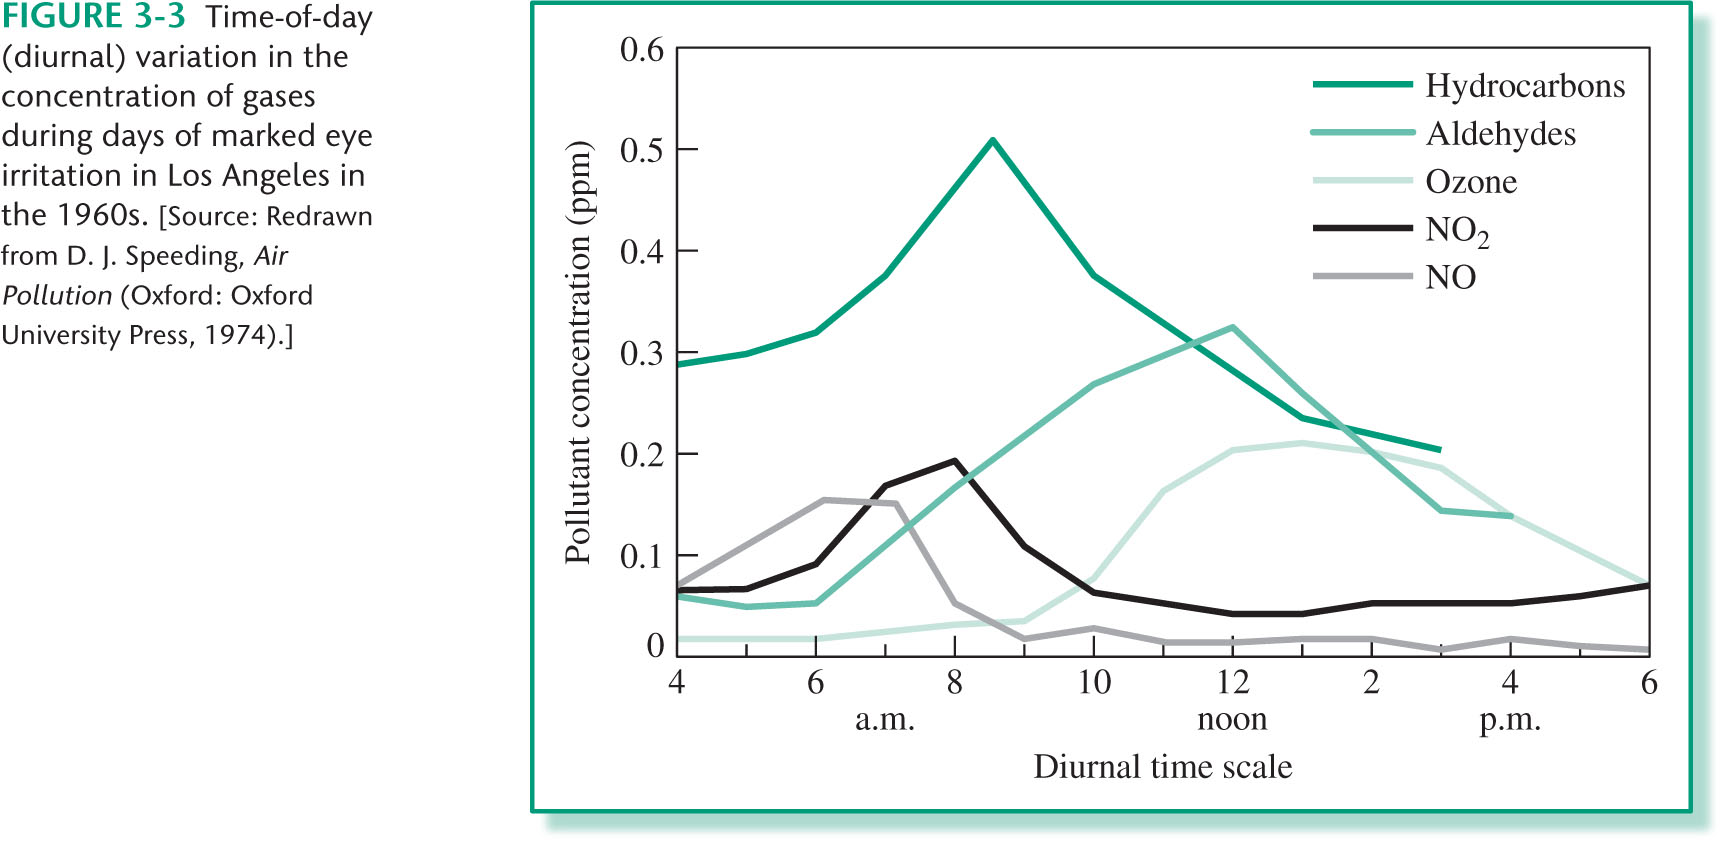 FIGURE 3-3 Time-of-day
(diurnal) variation in the
concentration of gases
during days of marked eye
irritation in Los Angeles in
the 1960s. [Source: Redrawn
from D. J. Speeding, Air
Pollution (Oxford: Oxford
University Press, 1974).]
Pollutant concentration (ppm)
0.6
0.5
0.4
0.3
0.2
0.1
0
Hydrocarbons
Aldehydes
Ozone
NO₂
NO
4 6 8 10 12 2 4 6
a.m. noon p.m.
Diurnal time scale